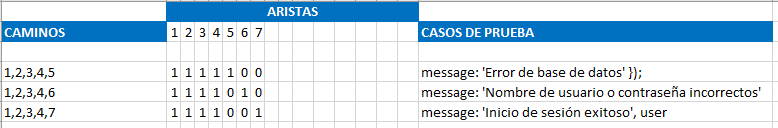 ARISTAS
CAMINOS 1 2 3 4 5 6 7 CASOS DE PRUEBA
1,2,3,4,5 1 1 1 1 1 0 0 message: 'Error de base de datos' });
1,2,3,4,6 1 1 1 1 0 1 0 message: 'Nombre de usuario o contraseña incorrectos'
1,2,3,4,7 1 1 1 1 0 0 1 message: 'Inicio de sesión exitoso', user